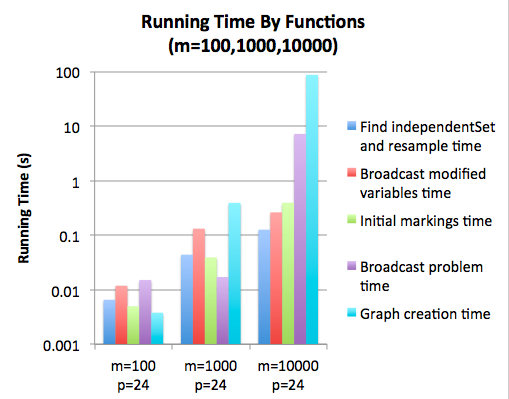 Running Time By Functions
(m=100,1000,10000)
Running Time (s)
100
10
1
0.1
0.01
0.001
m=100
p=24
m=1000
p=24
m=10000
p=24
Find independentSet
and resample time
Broadcast modified
variables time
Initial markings time
Broadcast problem
time
Graph creation time